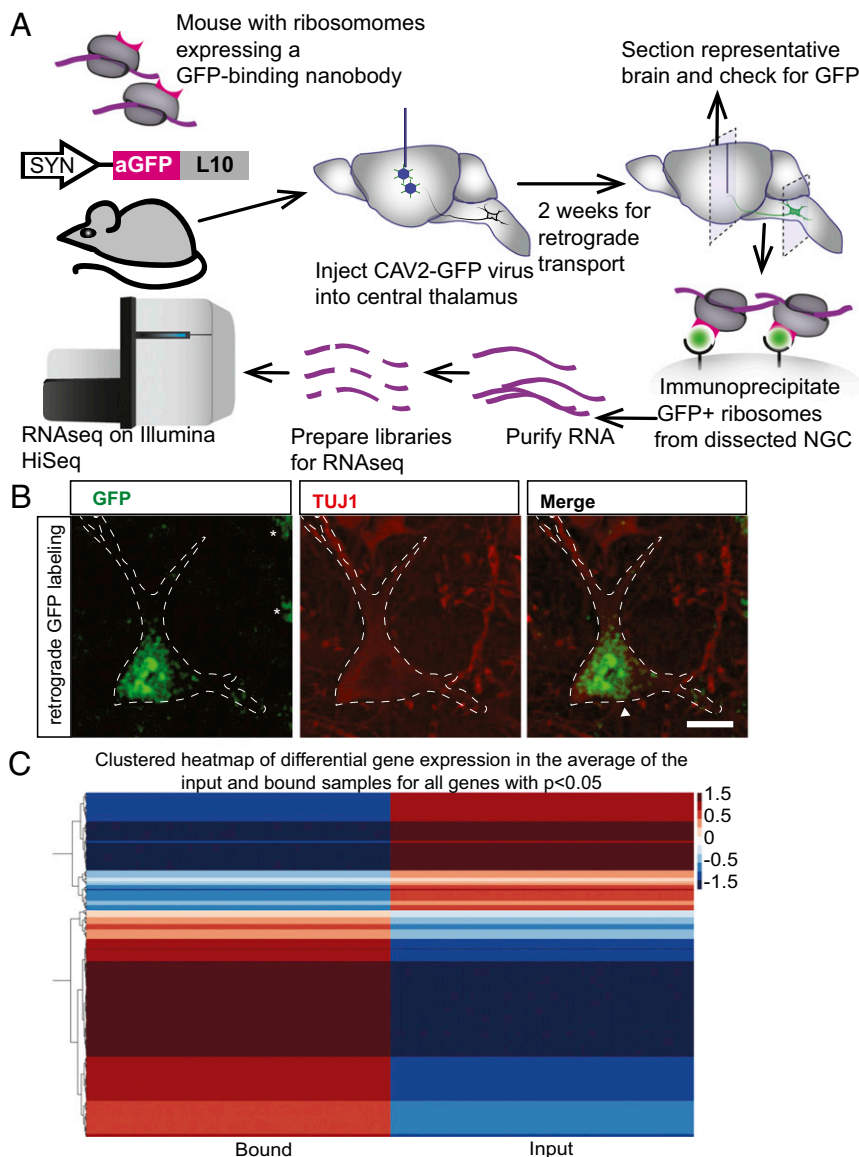 A
Mouse with ribosomomes
expressing a
GFP-binding nanobody
Section representative
brain and check for GFP
SYN
aGFP
L10
2 weeks for
retrograde
transport
Inject CAV2-GFP virus
into central thalamus
Immunoprecipitate
GFP+ ribosomes
from dissected NGC
RNAseq on Illumina
HiSeq
Prepare libraries
for RNAseq
Purify RNA
B
GFP
TUJ1
Merge
retrograde GFP labeling
*
*
C
Clustered heatmap of differential gene expression in the average of the
input and bound samples for all genes with p<0.05
1.5
0.5
0
-0.5
-1.5
Bound
Input